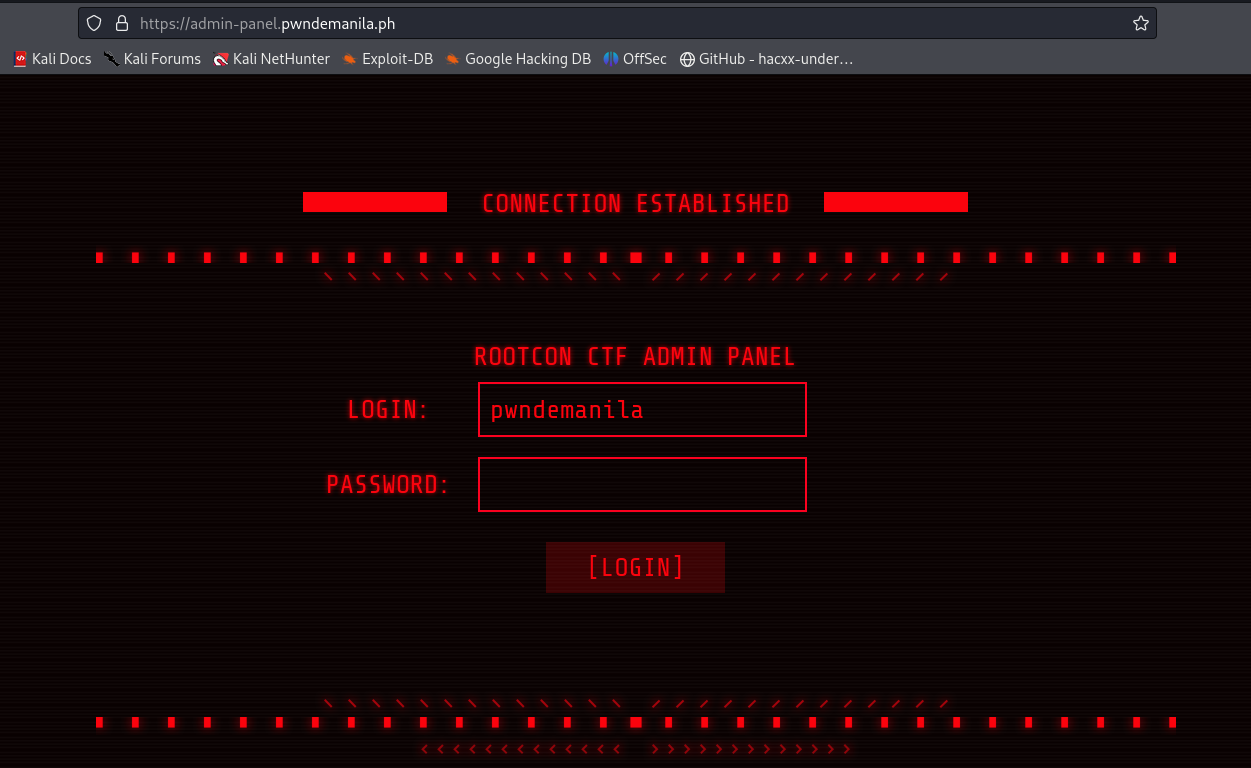 https://admin-panel.pwndemanila.ph
Kali Docs Kali Forums Kali NetHunter Exploit-DB Google Hacking DB OffSec GitHub - hacxx-under…
CONNECTION ESTABLISHED
ROOTCON CTF ADMIN PANEL
LOGIN: pwndemanila
PASSWORD:
[LOGIN]
‹ ‹ ‹ ‹ ‹ ‹ ‹ ‹ ‹ ‹ ‹ ‹ ‹ › › › › › › › › › › › › ›